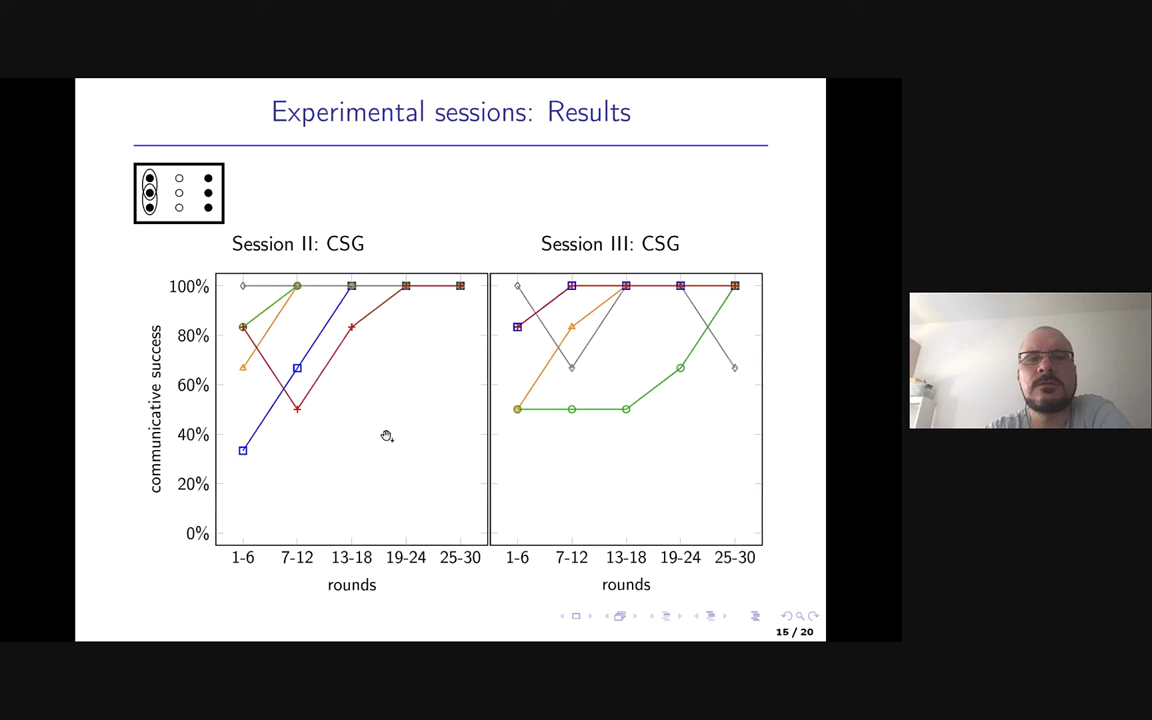 Experimental sessions: Results
Session II: CSG
Session III: CSG
communicative success
100%
80%
60%
40%
20%
0%
1-6 7-12 13-18 19-24 25-30
1-6 7-12 13-18 19-24 25-30
rounds
rounds
15 / 20